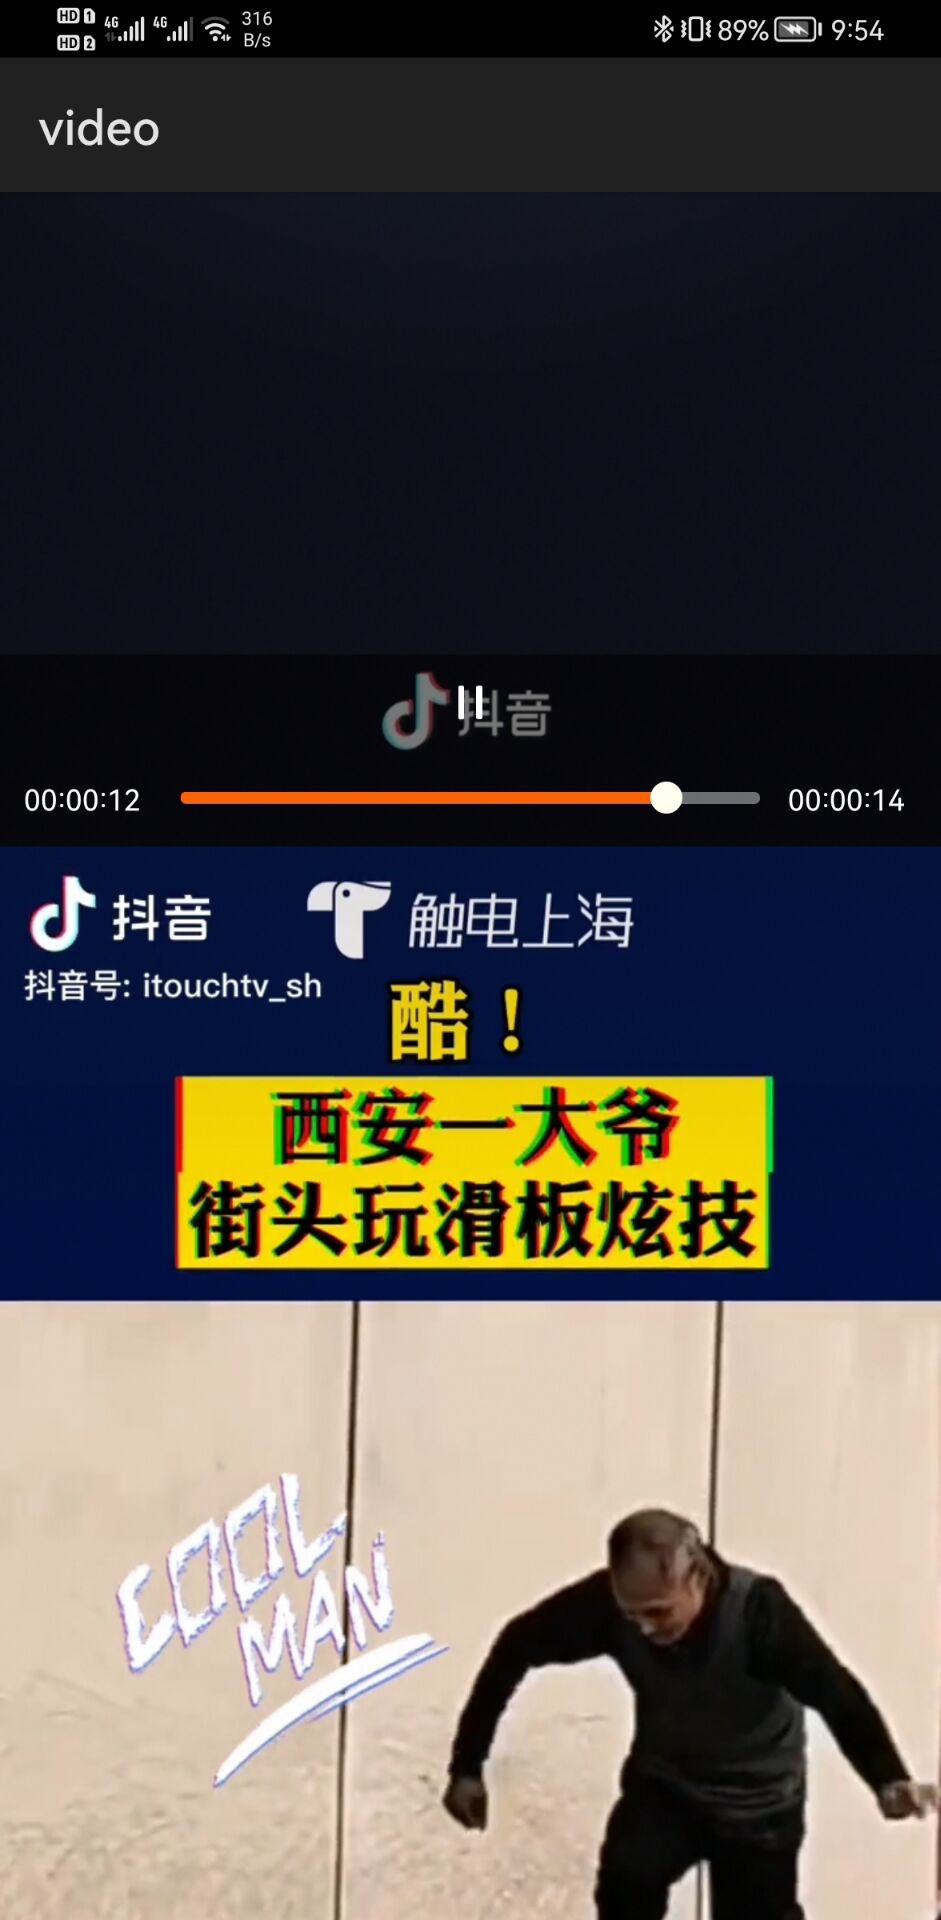 HD 1 4G 4G 316 89% 9:54
HD 2 B/s
video
抖音
00:00:12 00:00:14
抖音 触电上海
抖音号: itouchtv_sh
酷！
西安一大爷
街头玩滑板炫技
COOL
MAN